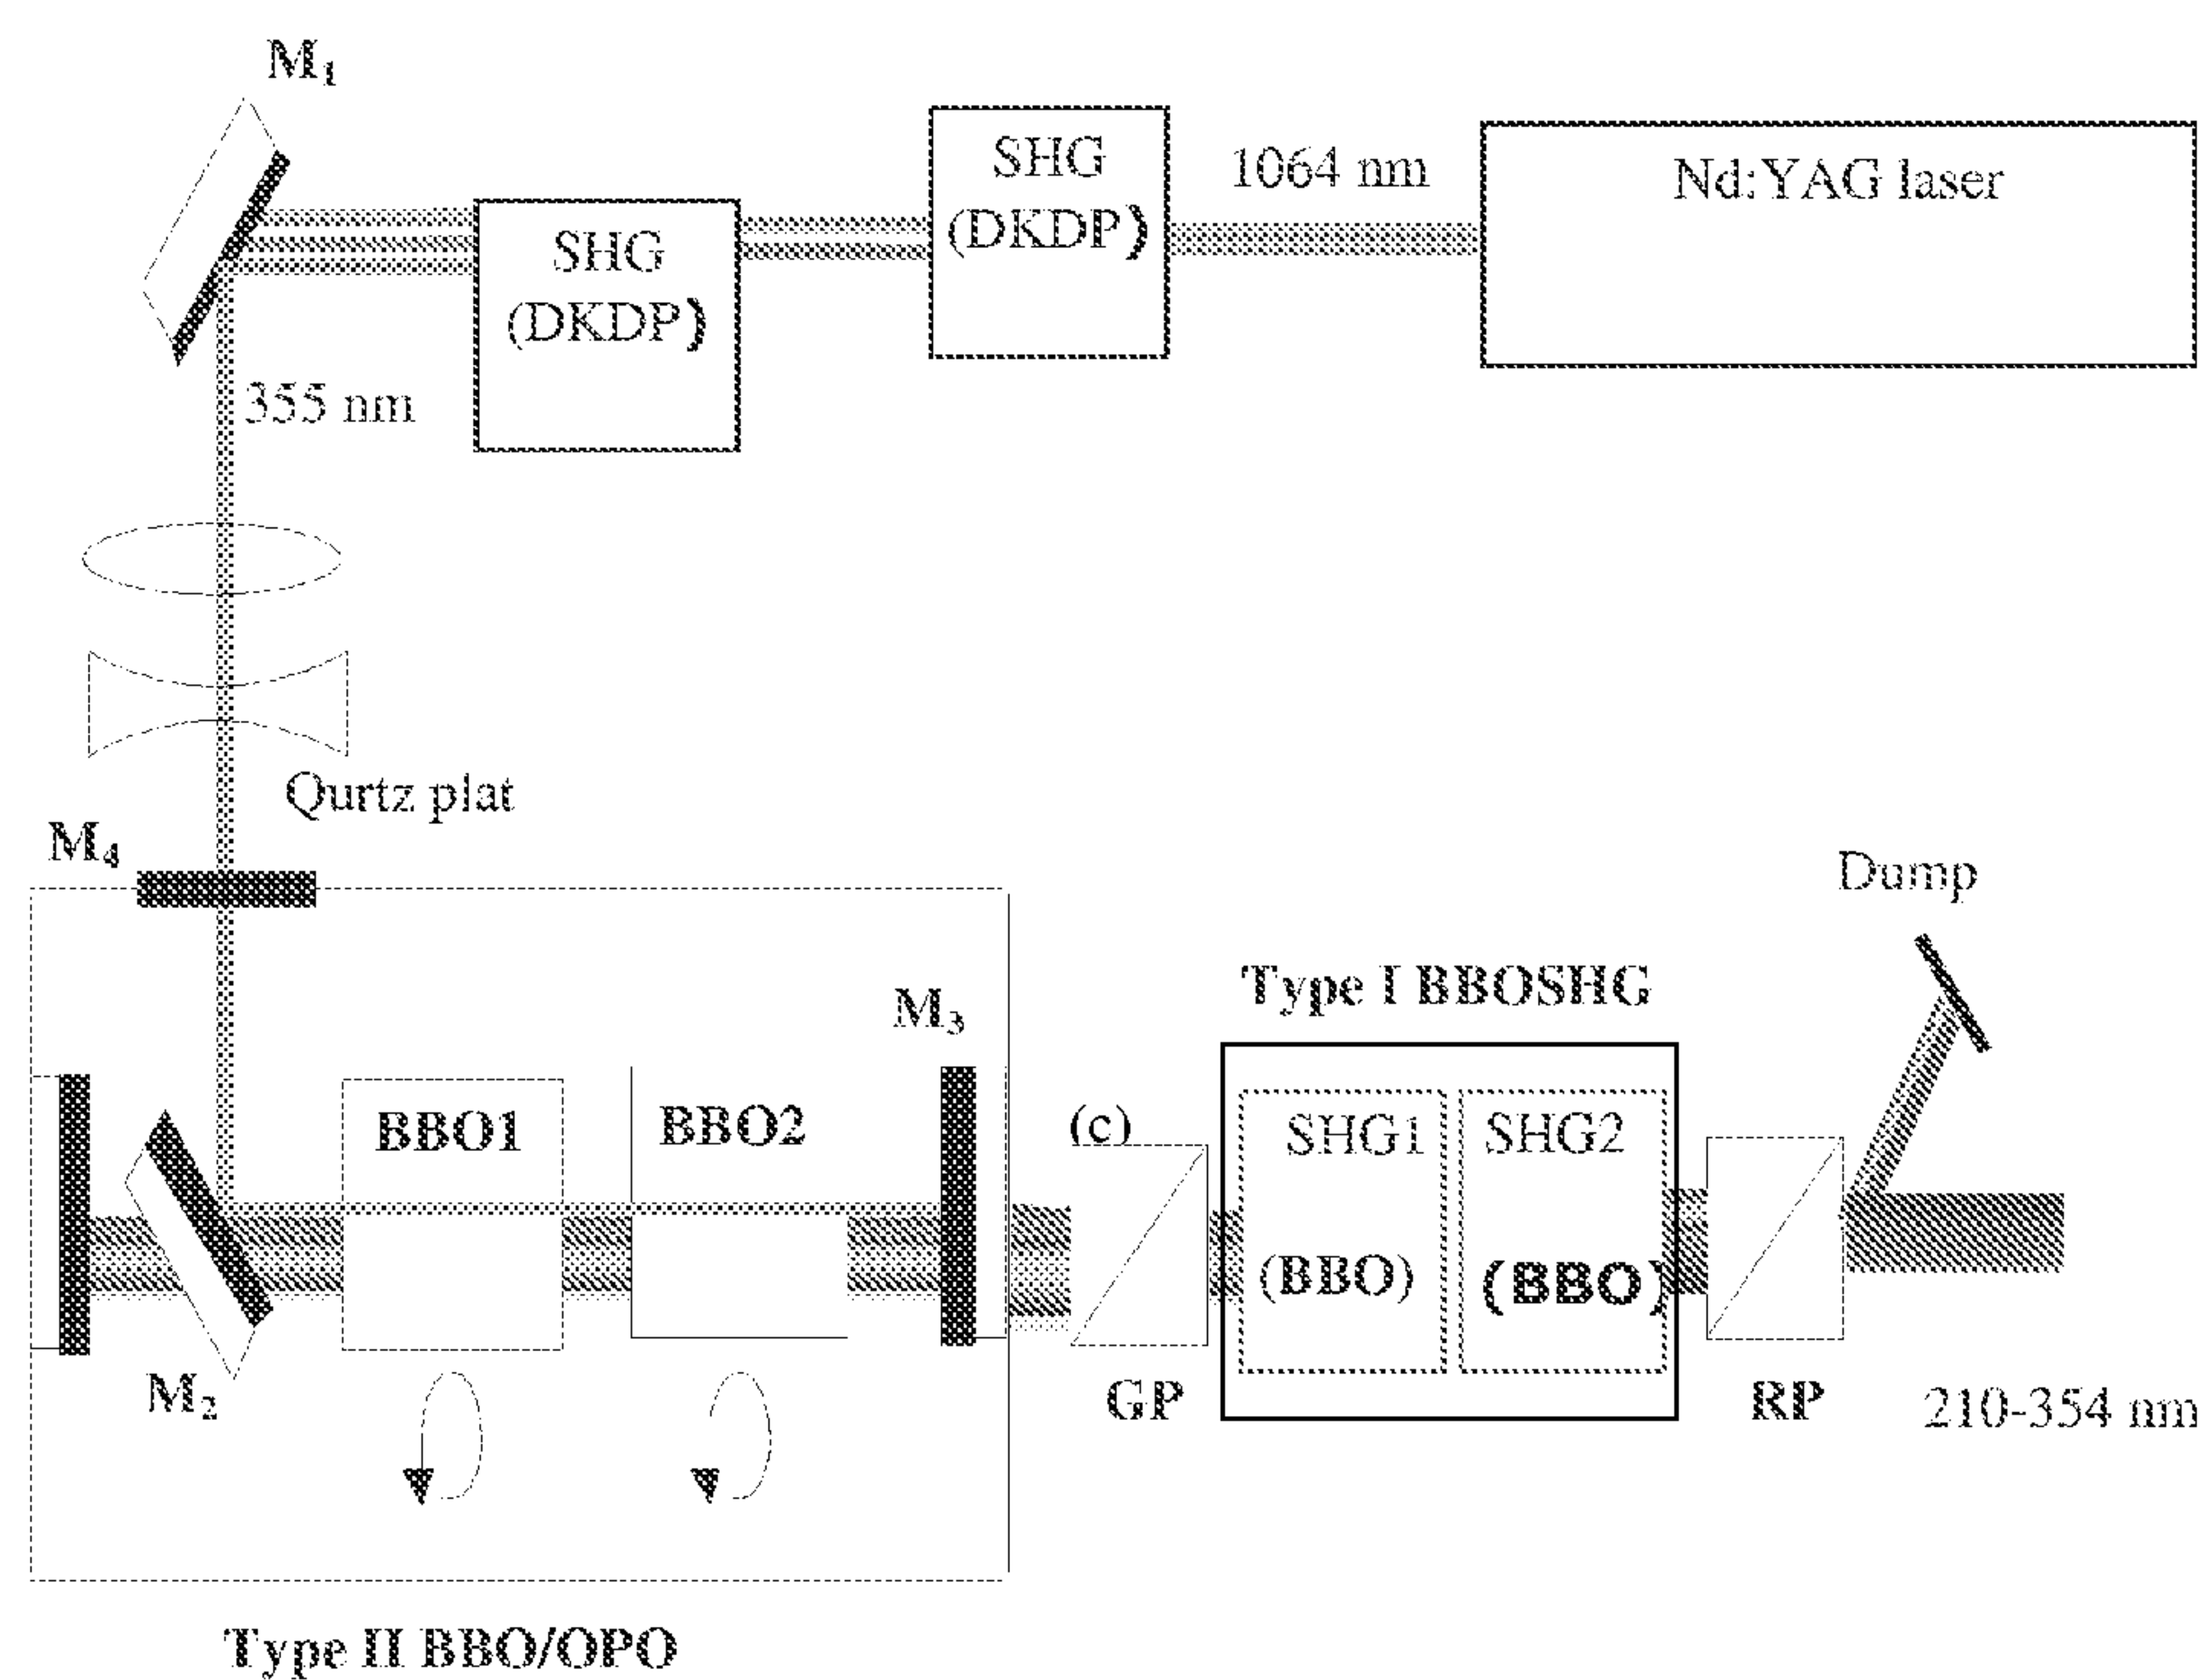 M₁
SHG
(DKDP)
1064 nm
Nd:YAG laser
SHG
(DKDP)
355 nm
Qurtz plat
M₄
Dump
Type I BBOSHG
M₃
BBO1
BBO2
(c)
SHG1
SHG2
(BBO)
(BBO)
M₂
GP
RP
210-354 nm
Type II BBO/OPO